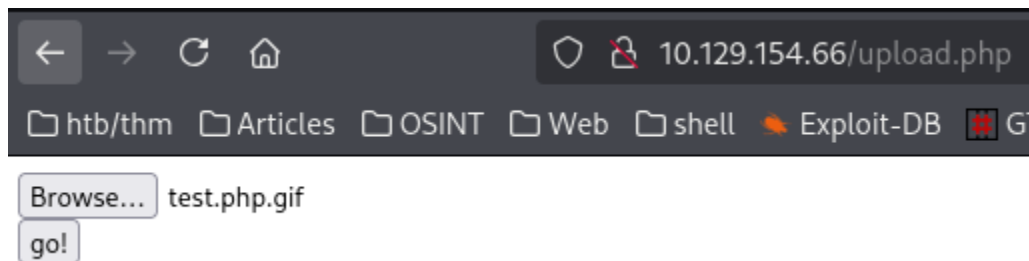 10.129.154.66/upload.php
htb/thm Articles OSINT Web shell Exploit-DB G
Browse... test.php.gif
go!